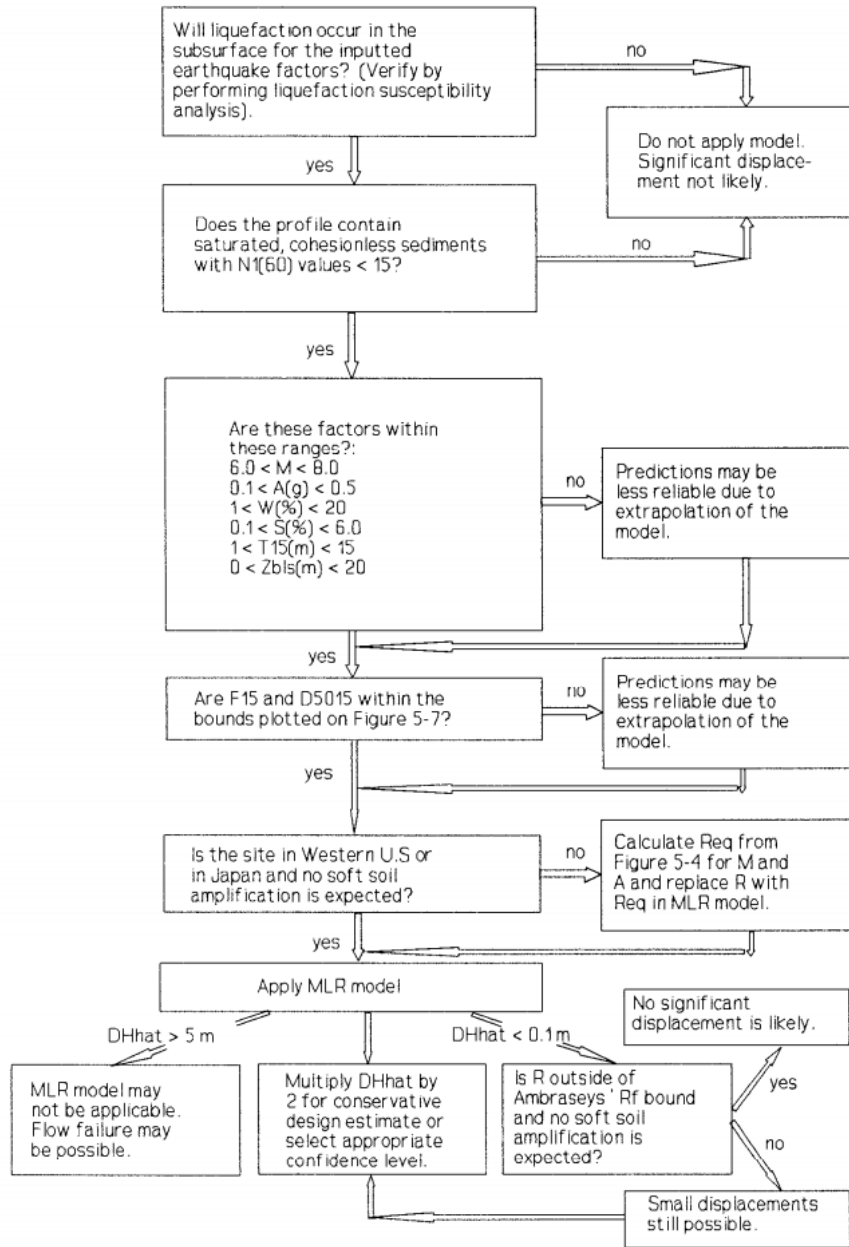 Will liquefaction occur in the
subsurface for the inputted
earthquake factors? (Verify by
performing liquefaction susceptibility
analysis).
no
Do not apply model.
Significant displace-
ment not likely.
yes
Does the profile contain
saturated, cohesionless sediments
with N1(60) values < 15?
no
yes
Are these factors within
these ranges?:
6.0 < M < 8.0
0.1 < A(g) < 0.5
1 < W(%) < 20
0.1 < S(%) < 6.0
1 < T15(m) < 15
0 < Zbls(m) < 20
no
Predictions may be
less reliable due to
extrapolation of the
model.
yes
Are F15 and D5015 within the
bounds plotted on Figure 5-7?
no
Predictions may be
less reliable due to
extrapolation of the
model.
yes
Is the site in Western U.S or
in Japan and no soft soil
amplification is expected?
no
Calculate Req from
Figure 5-4 for M and
A and replace R with
Req in MLR model.
yes
Apply MLR model
DHhat > 5 m
DHhat < 0.1 m
No significant
displacement is likely.
MLR model may
not be applicable.
Flow failure may
be possible.
Multiply DHhat by
2 for conservative
design estimate or
select appropriate
confidence level.
Is R outside of
Ambraseys' Rf bound
and no soft soil
amplification is
expected?
yes
no
Small displacements
still possible.